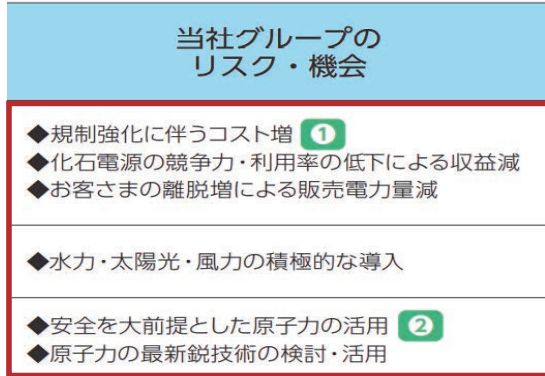 当社グループの
リスク・機会
◆規制強化に伴うコスト増 ❶
◆化石電源の競争力・利用率の低下による収益減
◆お客さまの離脱増による販売電力量減
◆水力・太陽光・風力の積極的な導入
◆安全を大前提とした原子力の活用 ❷
◆原子力の最新鋭技術の検討・活用